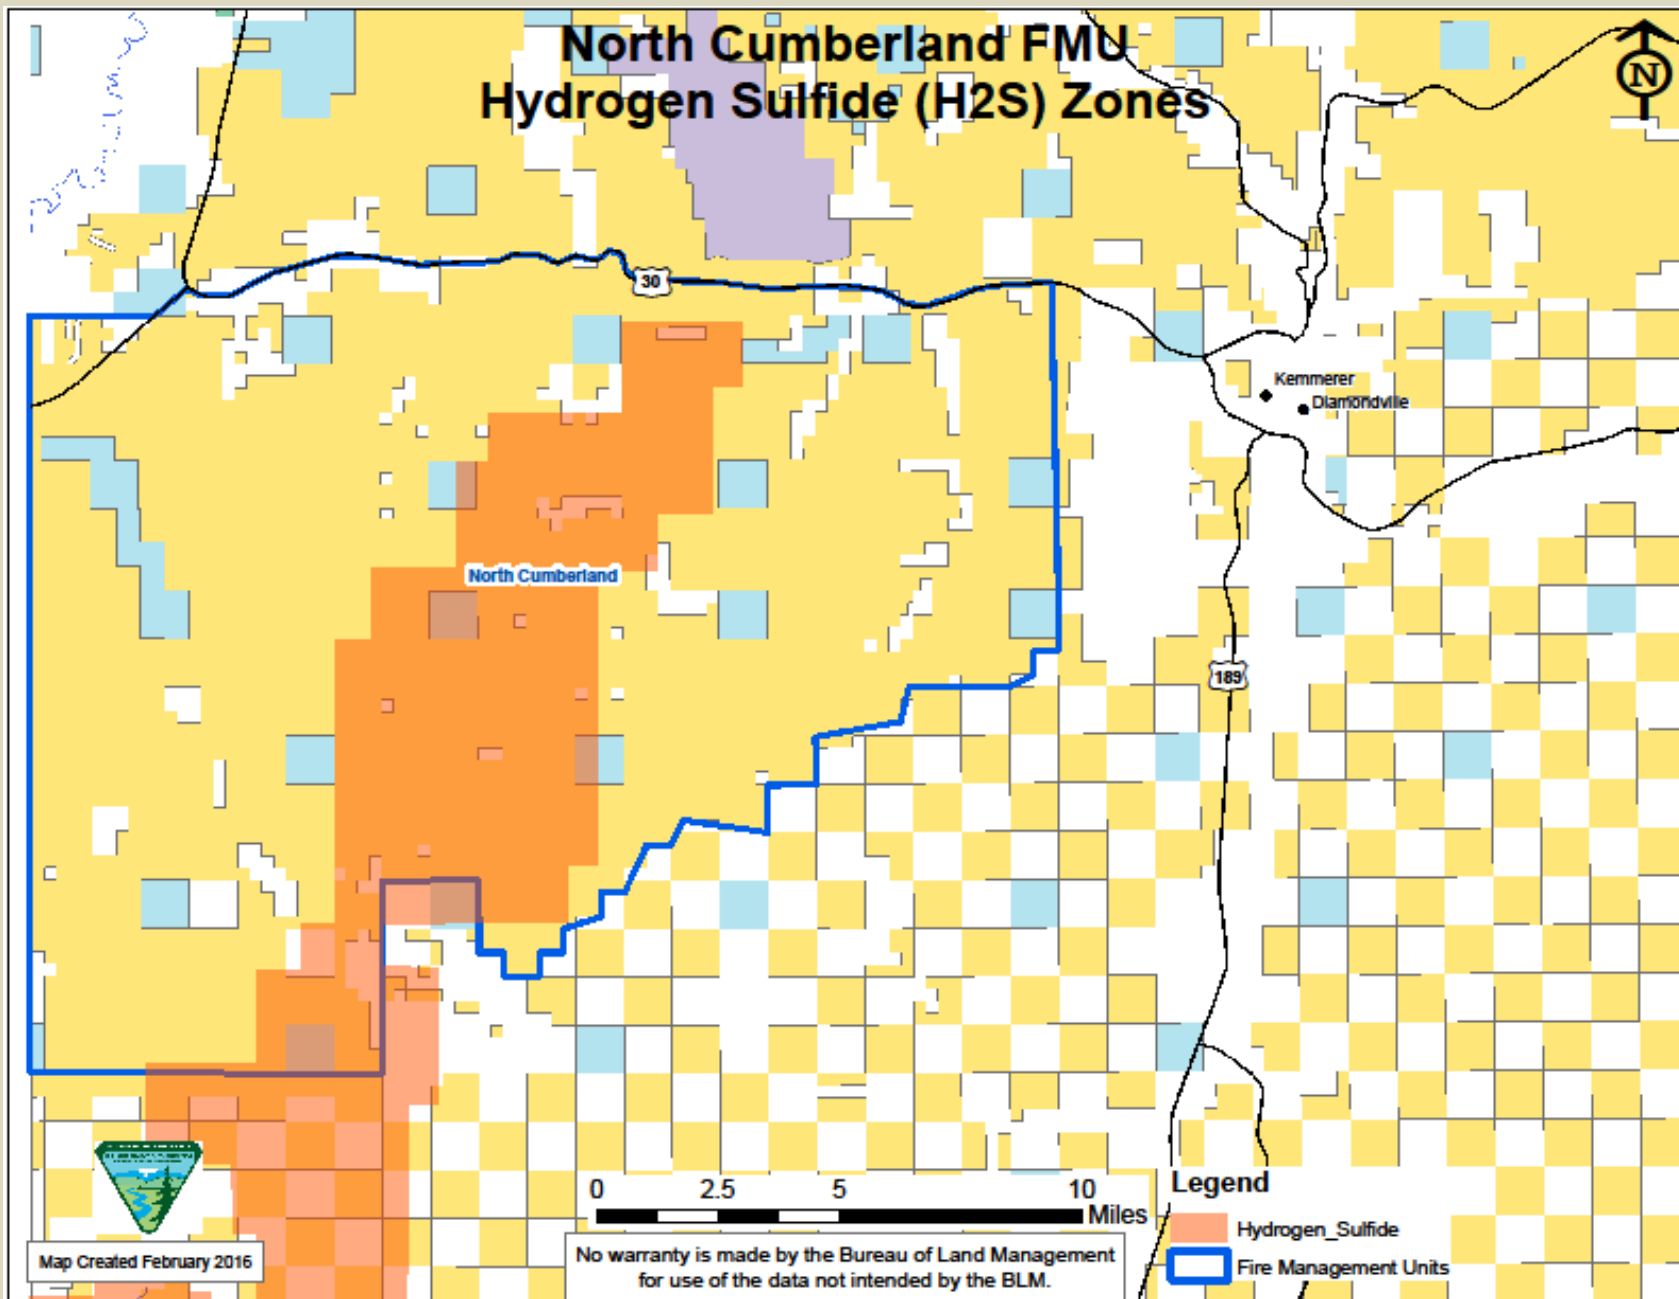 North Cumberland FMU
Hydrogen Sulfide (H2S) Zones
N
30
Kemmerer
Diamondville
North Cumberland
189
0 2.5 5 10
Miles
Legend
Hydrogen_Sulfide
Fire Management Units
Map Created February 2016
No warranty is made by the Bureau of Land Management
for use of the data not intended by the BLM.